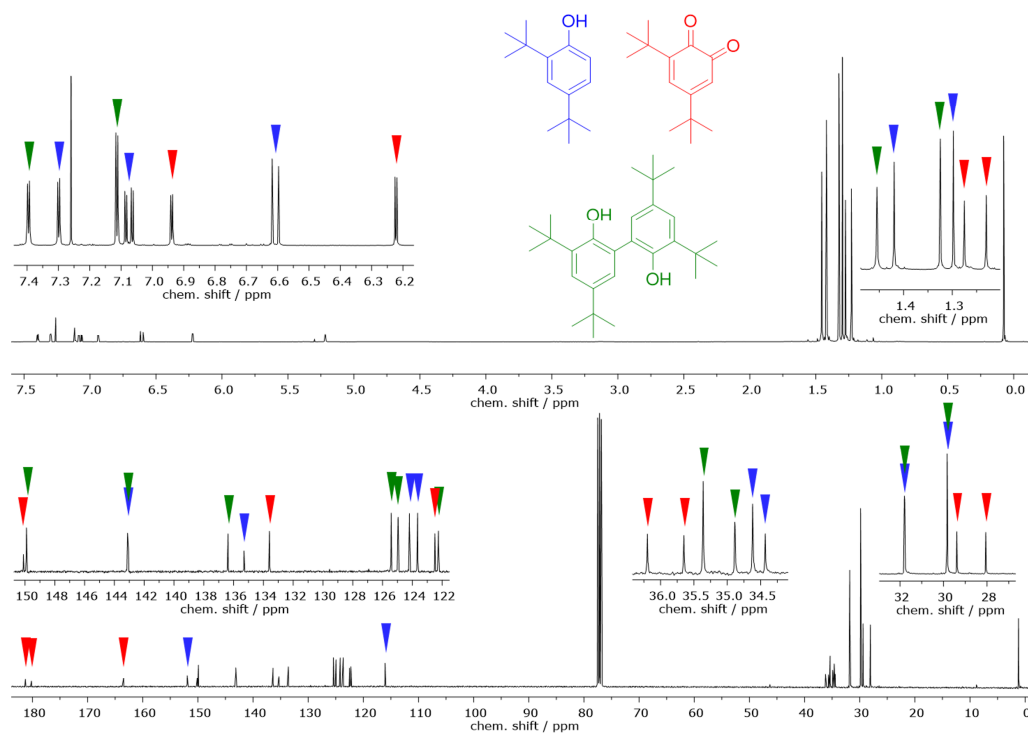 OH
O
O
OH
OH
7.4 7.3 7.2 7.1 7.0 6.9 6.8 6.7 6.6 6.5 6.4 6.3 6.2
chem. shift / ppm
1.4 1.3
chem. shift / ppm
7.5 7.0 6.5 6.0 5.5 5.0 4.5 4.0 3.5 3.0 2.5 2.0 1.5 1.0 0.5 0.0
chem. shift / ppm
150 148 146 144 142 140 138 136 134 132 130 128 126 124 122
chem. shift / ppm
36.0 35.5 35.0 34.5
chem. shift / ppm
32 30 28
chem. shift / ppm
180 170 160 150 140 130 120 110 100 90 80 70 60 50 40 30 20 10 0
chem. shift / ppm